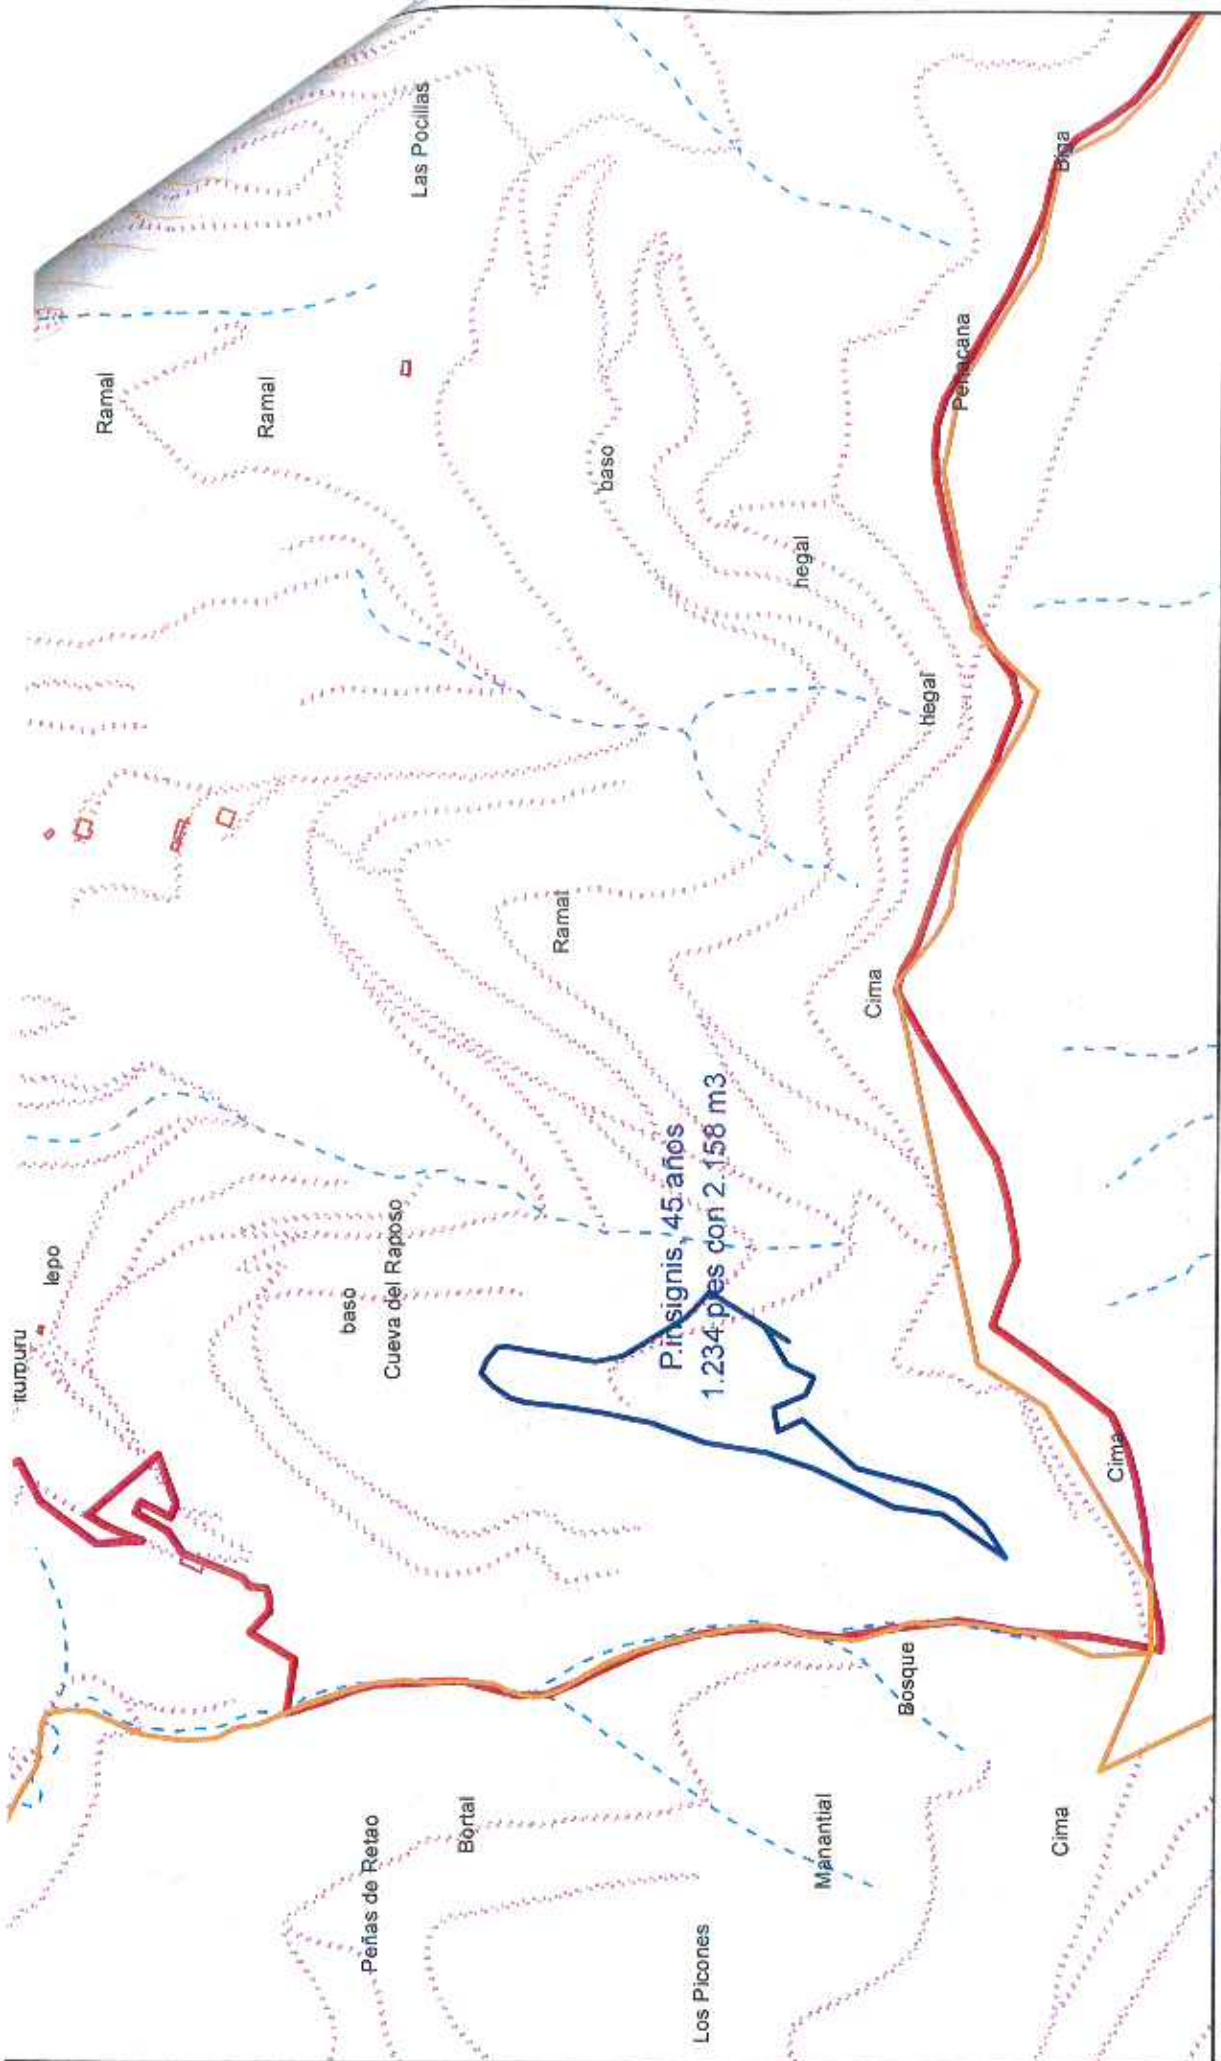 lepo
Ramal
Ramal
baso
Peñas de Retao
Cueva del Raposo
Las Pocillas
Bortal
Ramal
baso
P.insignis, 45 años
1.234 pies con 2.158 m3
Los Picones
hegal
Manantial
Cima
Bosque
hegal
Peñacana
Cima
Biga
Cima